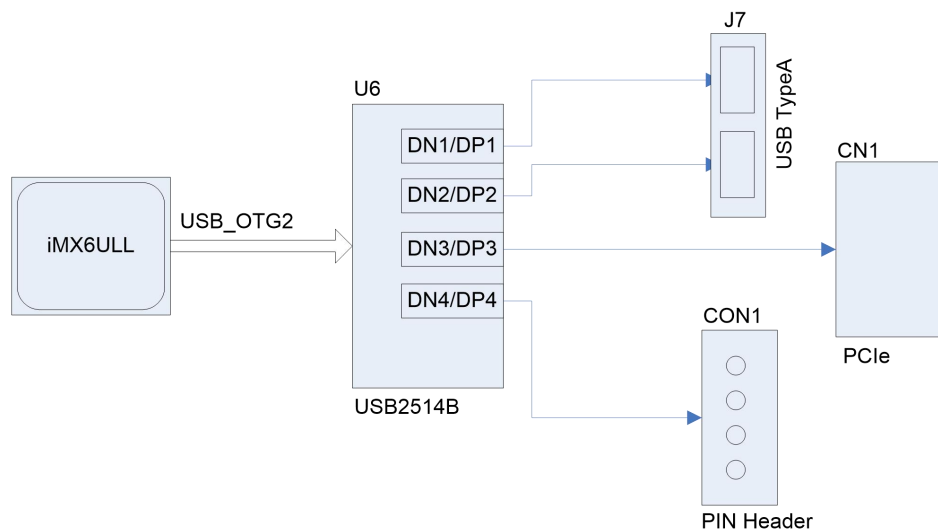 J7
USB TypeA
U6
DN1/DP1
DN2/DP2
DN3/DP3
DN4/DP4
USB2514B
iMX6ULL
USB_OTG2
CN1
PCIe
CON1
PIN Header